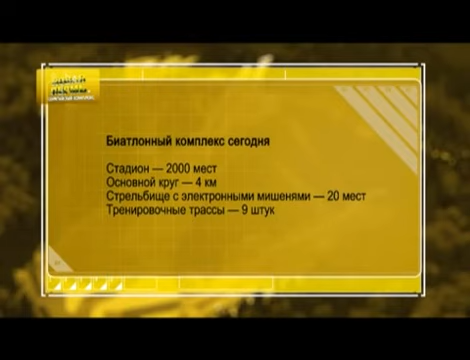 Биатлонный комплекс сегодня
Стадион — 2000 мест
Основной круг — 4 км
Стрельбище с электронными мишенями — 20 мест
Тренировочные трассы — 9 штук